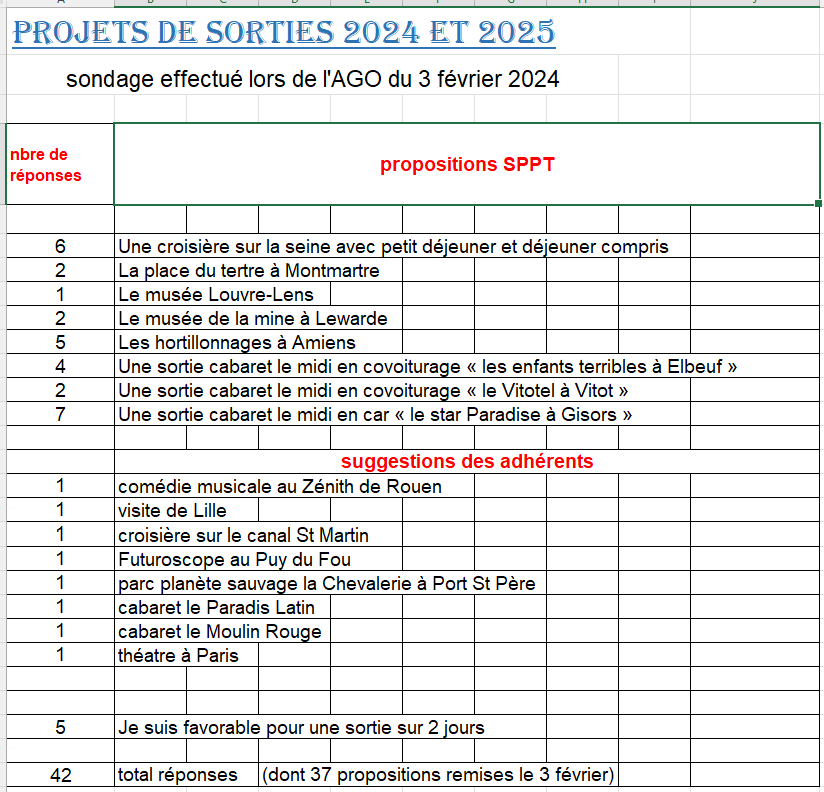 PROJETS DE SORTIES 2024 ET 2025
sondage effectué lors de l'AGO du 3 février 2024
nbre de
réponses
propositions SPPT
6 Une croisière sur la seine avec petit déjeuner et déjeuner compris
2 La place du tertre à Montmartre
1 Le musée Louvre-Lens
2 Le musée de la mine à Lewarde
5 Les hortillonnages à Amiens
4 Une sortie cabaret le midi en covoiturage « les enfants terribles à Elbeuf »
2 Une sortie cabaret le midi en covoiturage « le Vitotel à Vitot »
7 Une sortie cabaret le midi en car « le star Paradise à Gisors »
suggestions des adhérents
1 comédie musicale au Zénith de Rouen
1 visite de Lille
1 croisière sur le canal St Martin
1 Futuroscope au Puy du Fou
1 parc planète sauvage la Chevalerie à Port St Père
1 cabaret le Paradis Latin
1 cabaret le Moulin Rouge
1 théatre à Paris
5 Je suis favorable pour une sortie sur 2 jours
42 total réponses (dont 37 propositions remises le 3 février)